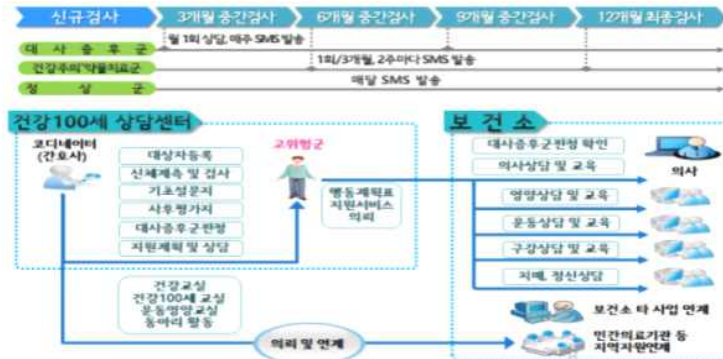 신규검사
3개월 중간검사
6개월 중간검사
9개월 중간검사
12개월 최종검사
대사증후군
월 1회 상담, 매주 SMS 발송
건강주의*약물치료군
1회/3개월, 2주마다 SMS 발송
정상군
매달 SMS 발송
건강100세 상담센터
코디네이터
(간호사)
대상자등록
신체계측 및 검사
기초설문지
사후평가지
대사증후군판정
지원계획 및 상담
고위험군
행동계획표
지원서비스
의뢰
건강교실
건강100세 교실
운동영양교실
동아리 활동
의뢰 및 연계
보건소
대사증후군판정 확인
의사상담 및 교육
의사
영양상담 및 교육
운동상담 및 교육
구강상담 및 교육
치매, 정신상담
보건소 타 사업 연계
민간의료기관 등
지역자원연계